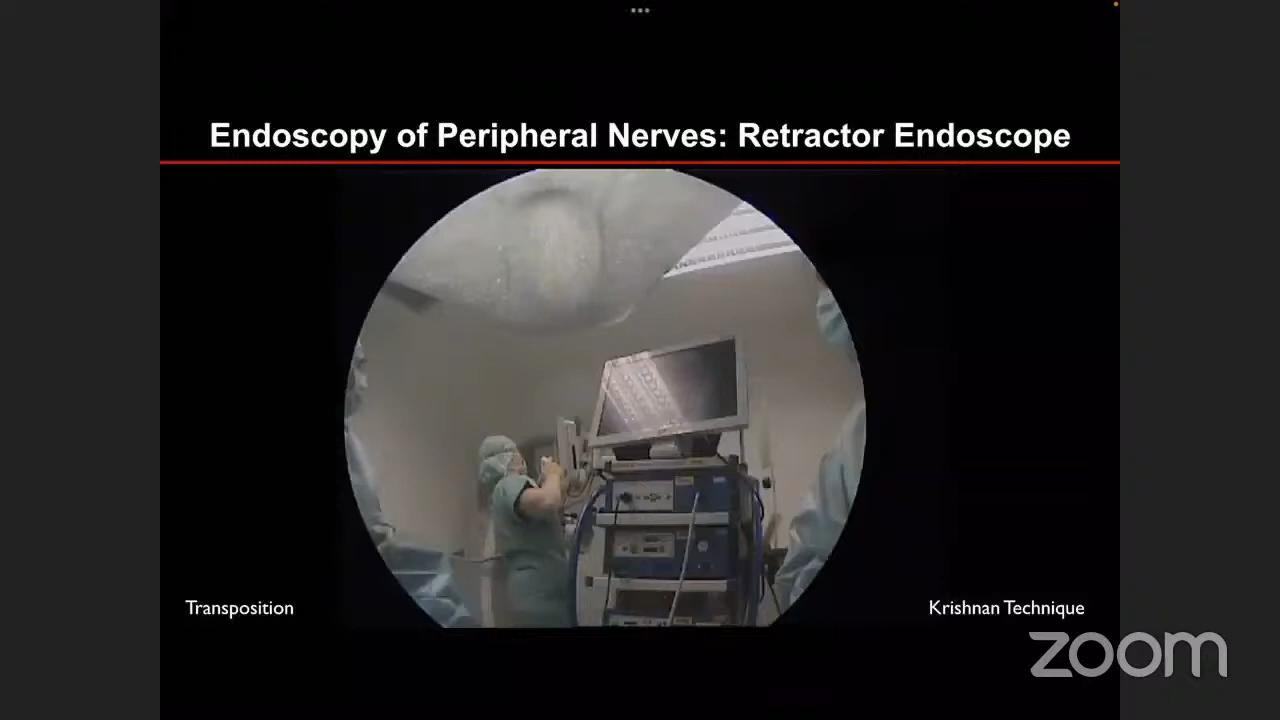 Endoscopy of Peripheral Nerves: Retractor Endoscope
Transposition
Krishnan Technique
zoom